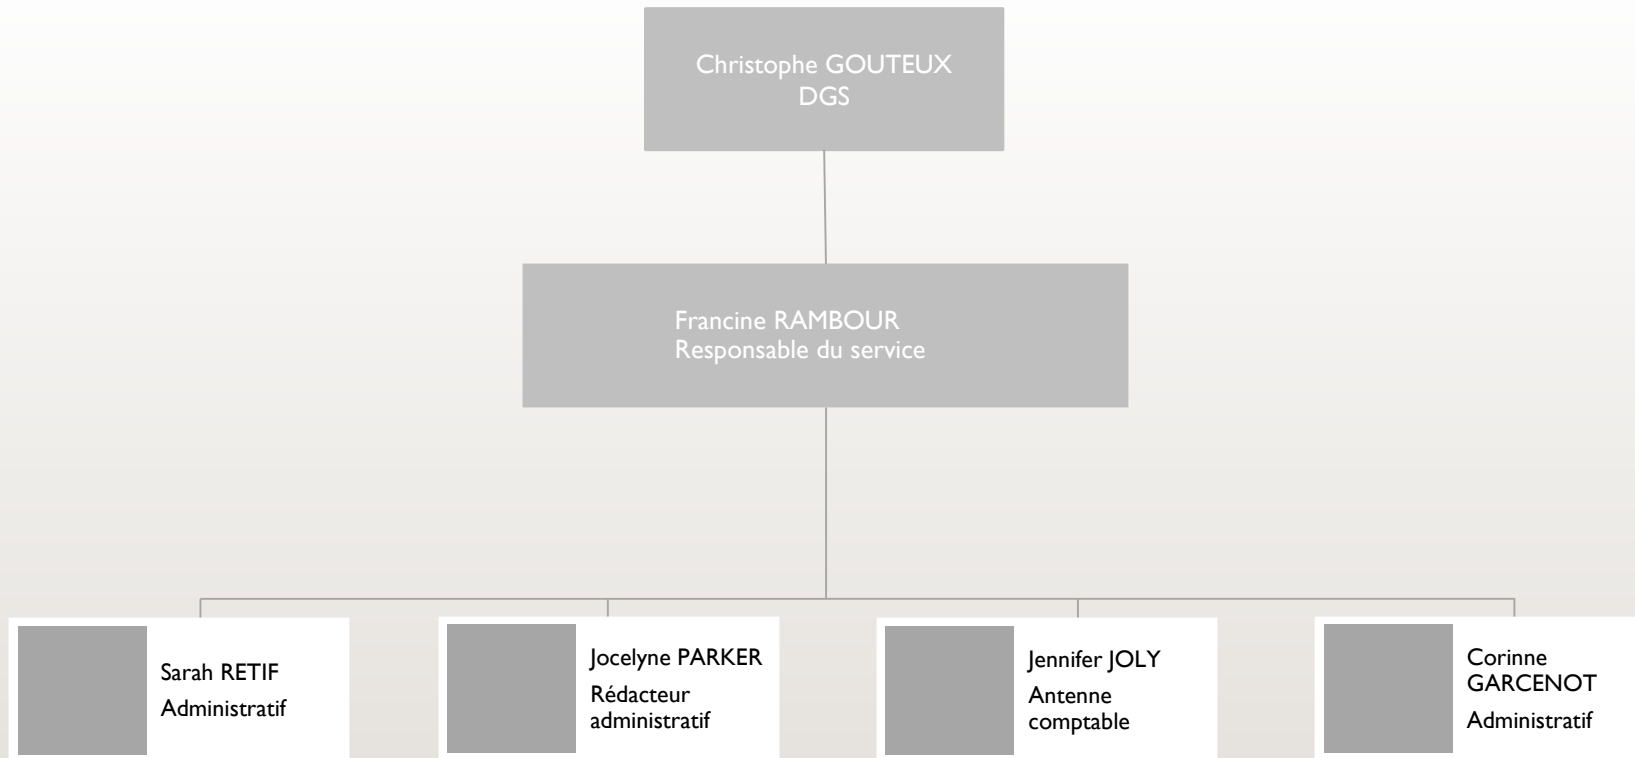 Christophe GOUTEUX
DGS
Francine RAMBOUR
Responsable du service
Sarah RETIF
Administratif
Jocelyne PARKER
Rédacteur
administratif
Jennifer JOLY
Antenne
comptable
Corinne
GARCENOT
Administratif